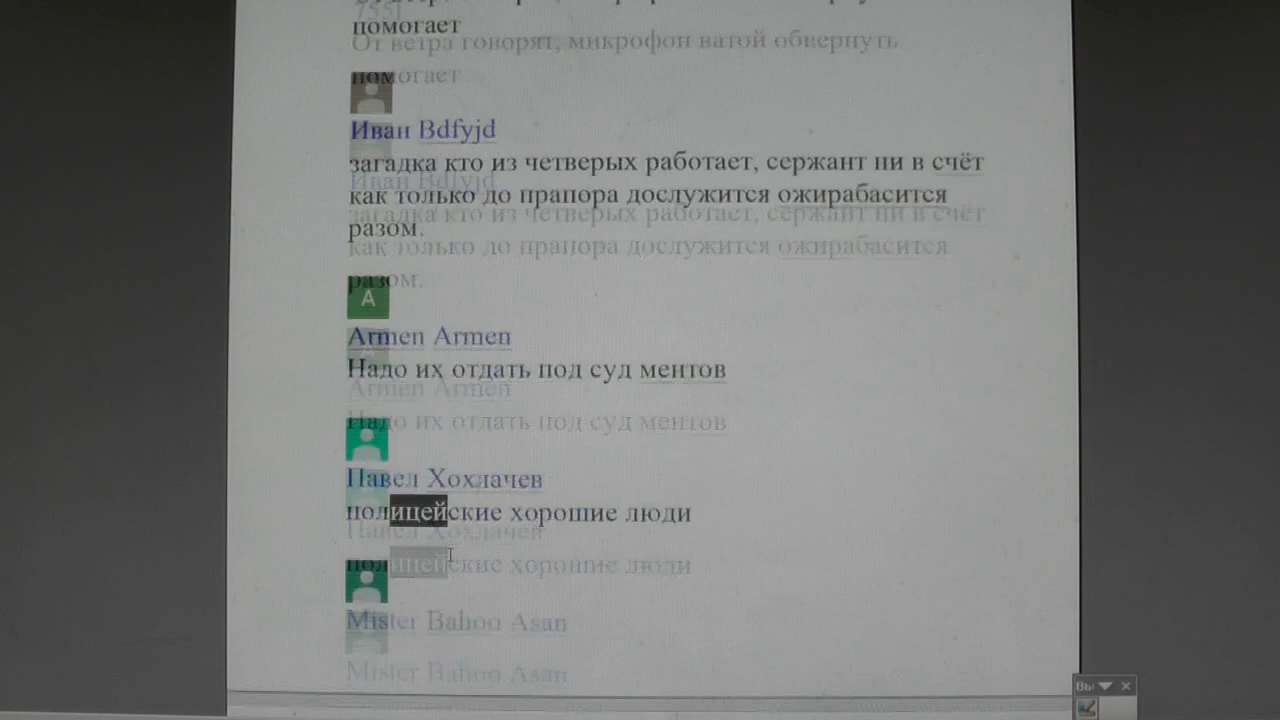 помогает
От ветра говорят, микрофон ватой обвернуть
помогает
Иван Bdfyjd
загадка кто из четверых работает, сержант ни в счёт
как только до прапора дослужится ожирабасится
разом.
A
Armen Armen
Надо их отдать под суд ментов
Павел Хохлачев
полицейские хорошие люди
Mister Bahoo Asan
Вы